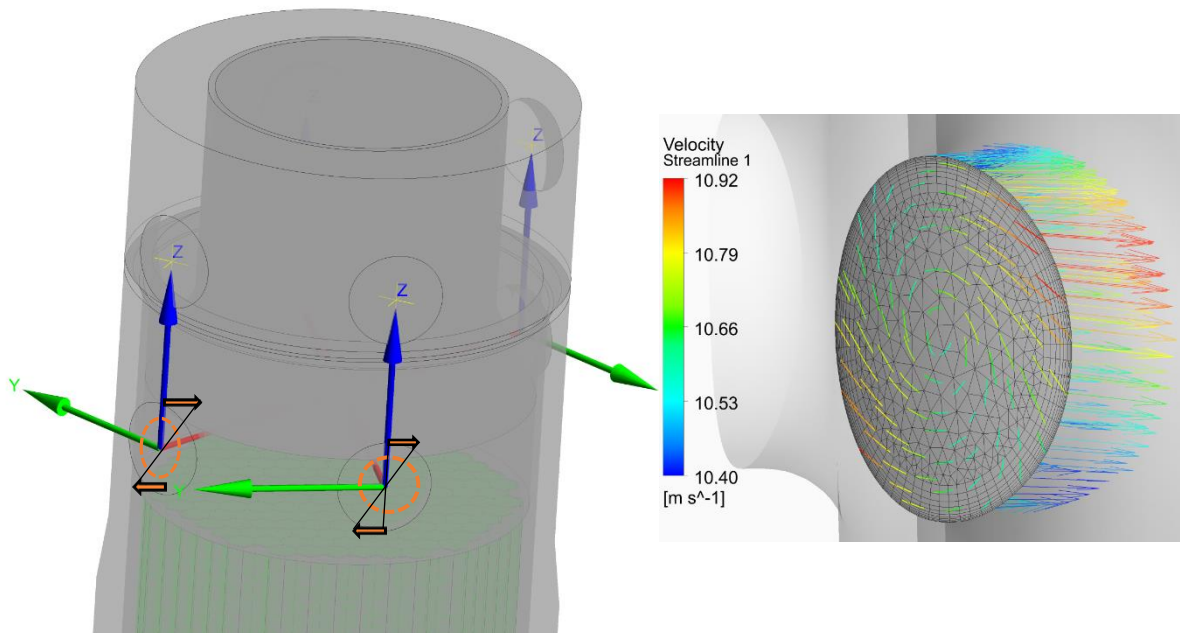 Z
Z
Z
Y
Velocity
Streamline 1
10.92
10.79
10.66
10.53
10.40
[m s^-1]